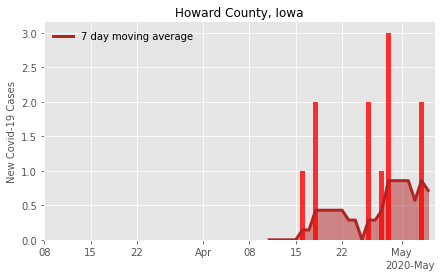 Howard County, Iowa
7 day moving average
New Covid-19 Cases
3.0
2.5
2.0
1.5
1.0
0.5
0.0
08 15 22 Apr 08 15 22 May
2020-May